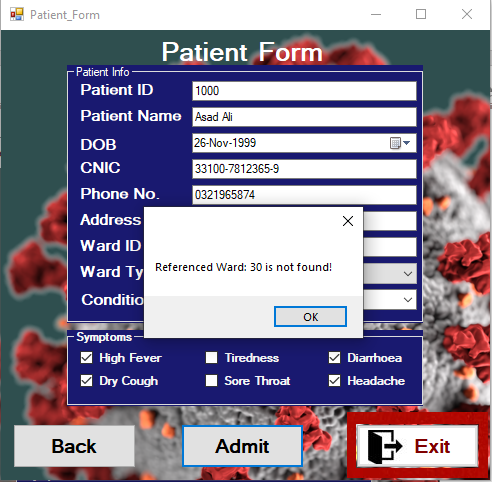 Patient_Form
Patient Form
Patient Info
Patient ID 1000
Patient Name Asad Ali
DOB 26-Nov-1999
CNIC 33100-7812365-9
Phone No. 0321965874
Address
Ward ID
Ward Ty
Conditio
Referenced Ward: 30 is not found!
OK
Symptoms
High Fever Tiredness Diarrhoea
Dry Cough Sore Throat Headache
Back Admit Exit